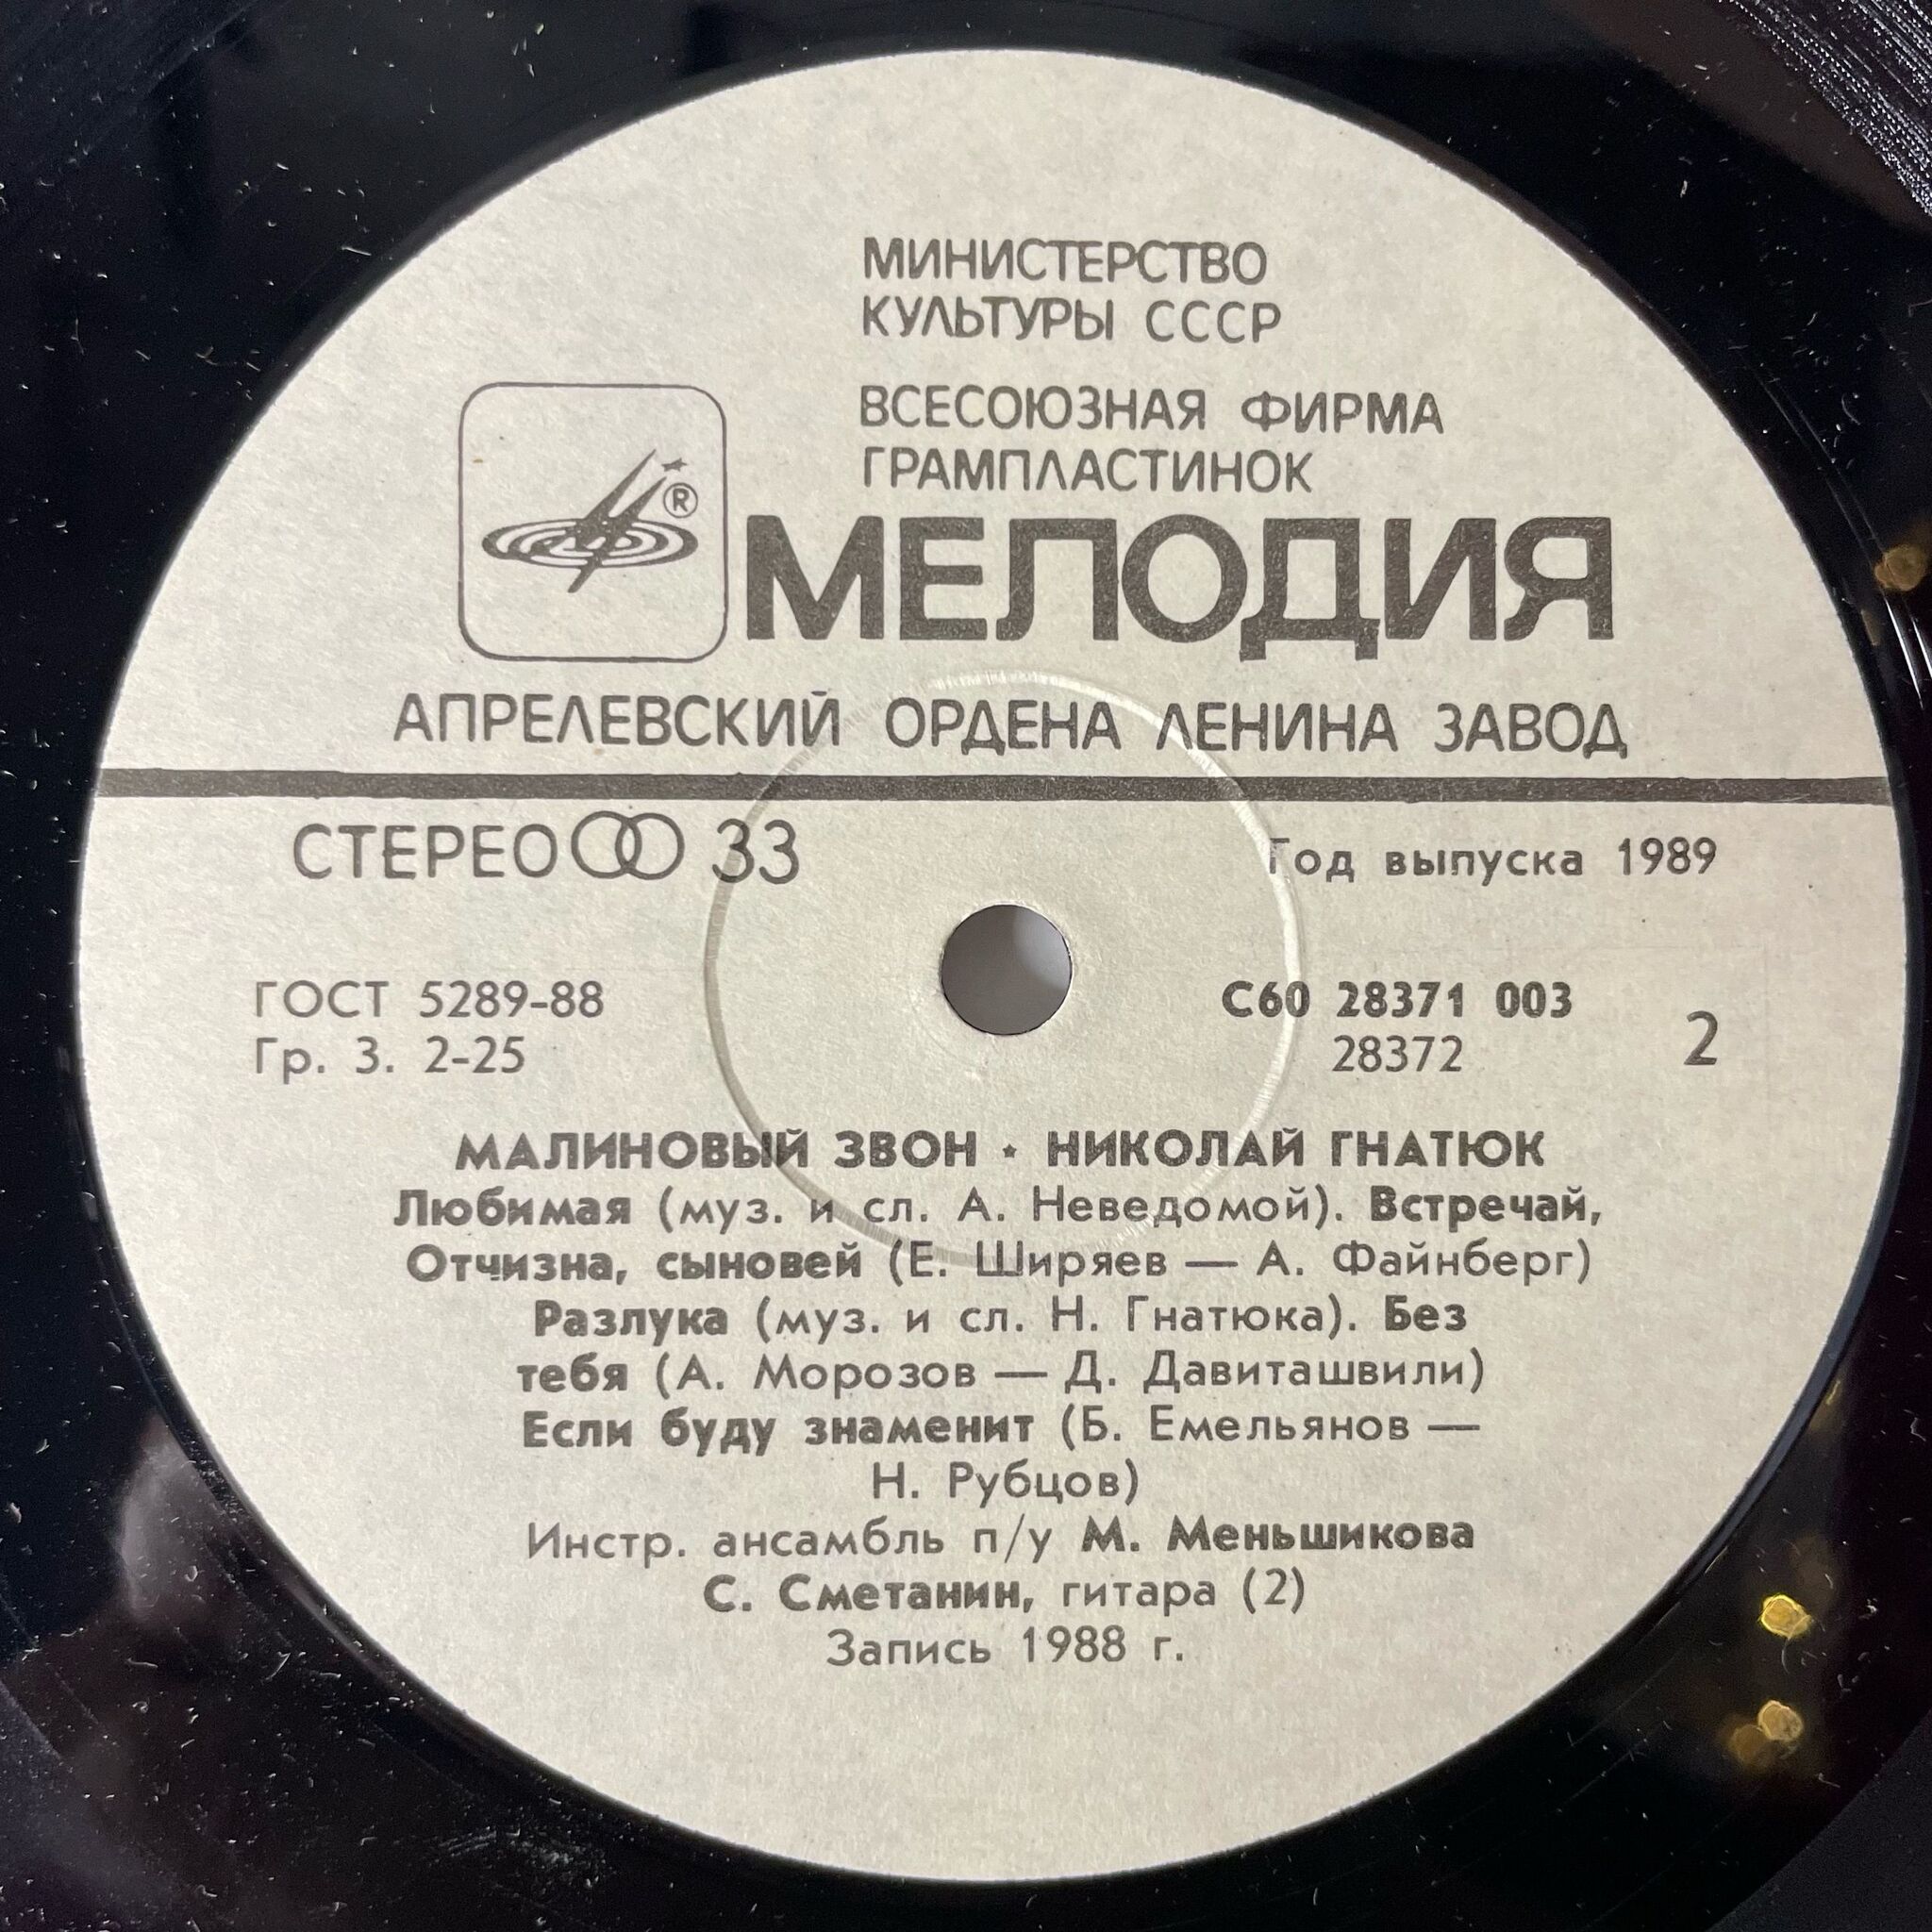 МИНИСТЕРСТВО
КУЛЬТУРЫ СССР
ВСЕСОЮЗНАЯ ФИРМА
ГРАМПЛАСТИНОК
®
МЕЛОДИЯ
АПРЕЛЕВСКИЙ ОРДЕНА ЛЕНИНА ЗАВОД
СТЕРЕО 33
Год выпуска 1989
ГОСТ 5289-88
Гр. 3. 2-25
С60 28371 003
28372
2
МАЛИНОВЫЙ ЗВОН ⋆ НИКОЛАЙ ГНАТЮК
Любимая (муз. и сл. А. Неведомой). Встречай,
Отчизна, сыновей (Е. Ширяев — А. Файнберг)
Разлука (муз. и сл. Н. Гнатюка). Без
тебя (А. Морозов — Д. Давиташвили)
Если буду знаменит (Б. Емельянов —
Н. Рубцов)
Инстр. ансамбль п/у М. Меньшикова
С. Сметанин, гитара (2)
Запись 1988 г.